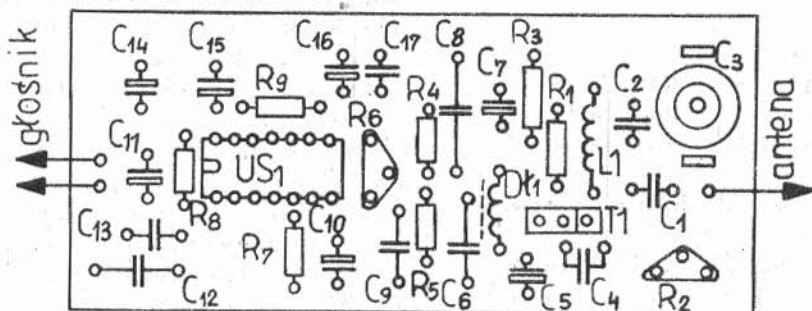 C14
C15
C16
C17
C8
C7
R3
C2
C3
R9
R6
R4
R1
głośnik
antena
C11
US1
L1
R8
Dł1
T1
C1
C13
R7
C10
C12
C9
R5
C6
C5
C4
R2